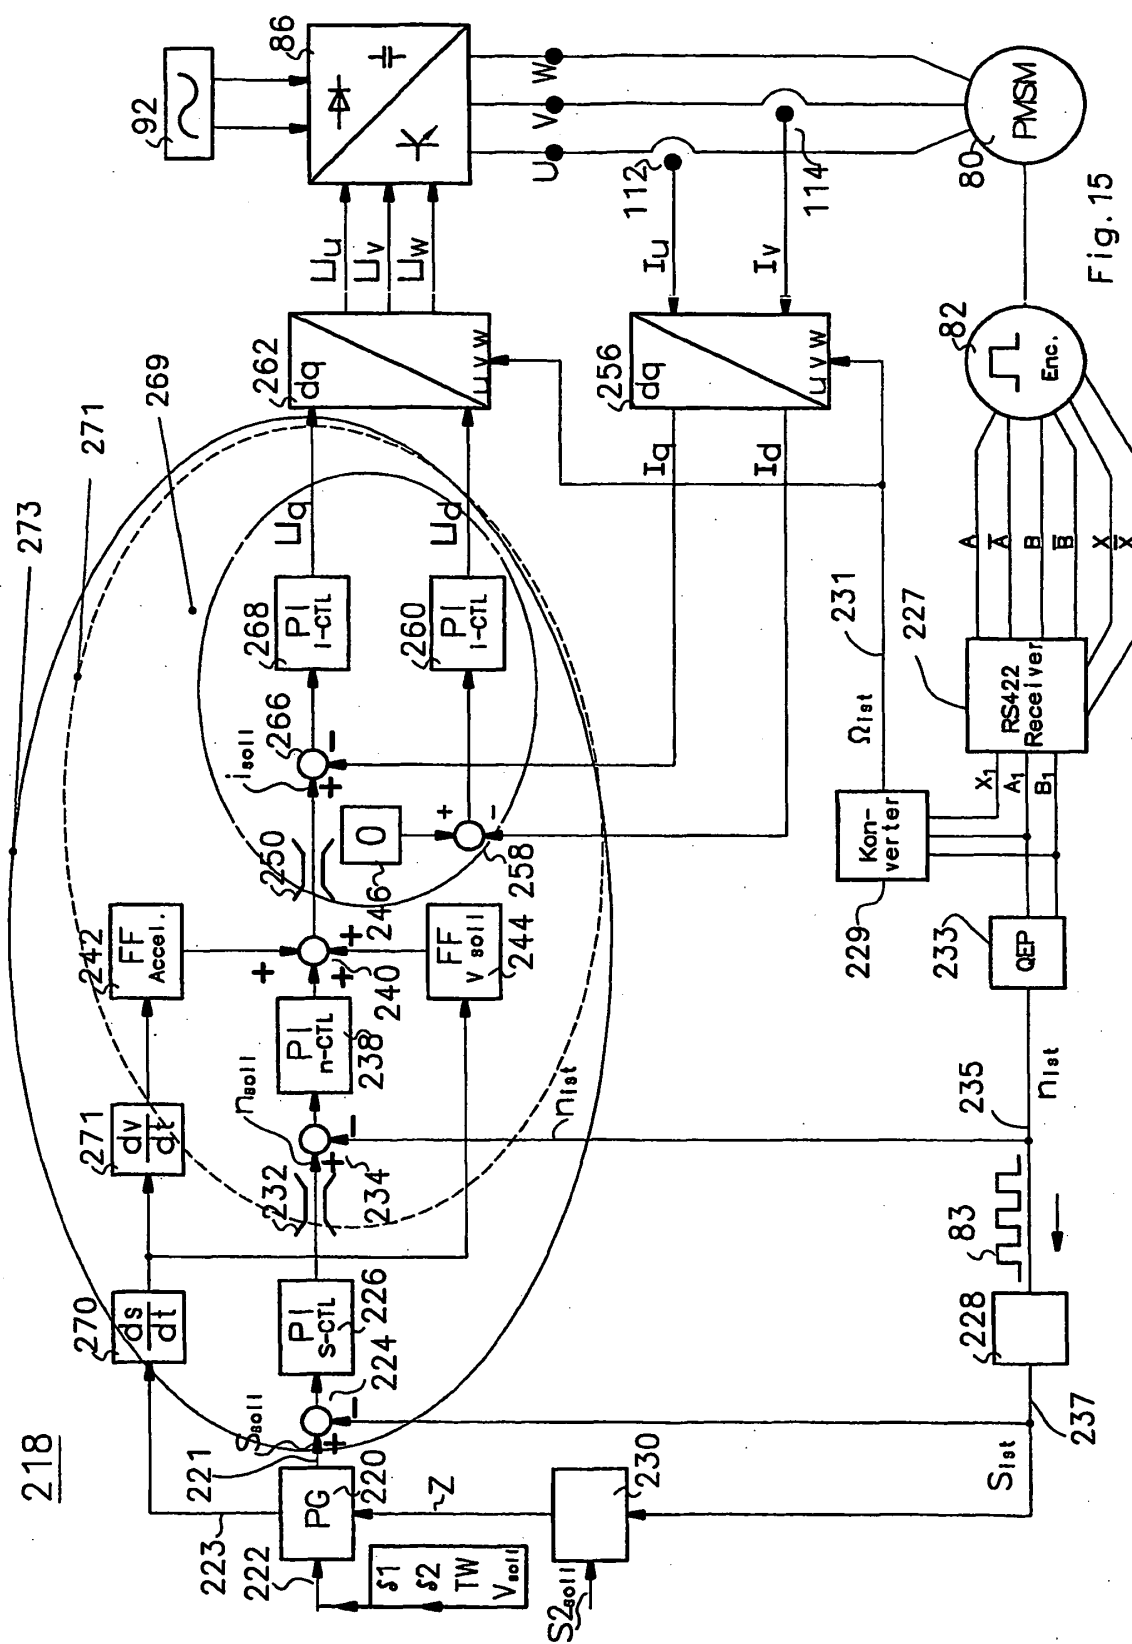 218
273
271
269
92
86
U
V
W
112
114
PMSM
80
Fig. 15
Uu
Uv
Uw
262
dq
uvw
256
dq
uvw
Iu
Iv
Iq
Id
Uq
Ud
268
PI
I-CTL
260
PI
I-CTL
isoll
266
+
-
250
0
246
+
-
258
242
FF
Accel.
240
+
+
+
FF
Vsoll
244
PI
n-CTL
238
nsoll
234
+
-
232
nist
271
dv
dt
270
ds
dt
PI
s-CTL
226
224
Ssoll
+
-
221
223
222
PG
220
Z
230
S2soll
δ1
δ2
TW
Vsoll
Sist
237
228
83
235
nist
233
QEP
229
Kon-
verter
Ωist
231
227
RS422
Receiver
X1
A1
B1
A
A̅
B
B̅
X
X̅
82
Enc.